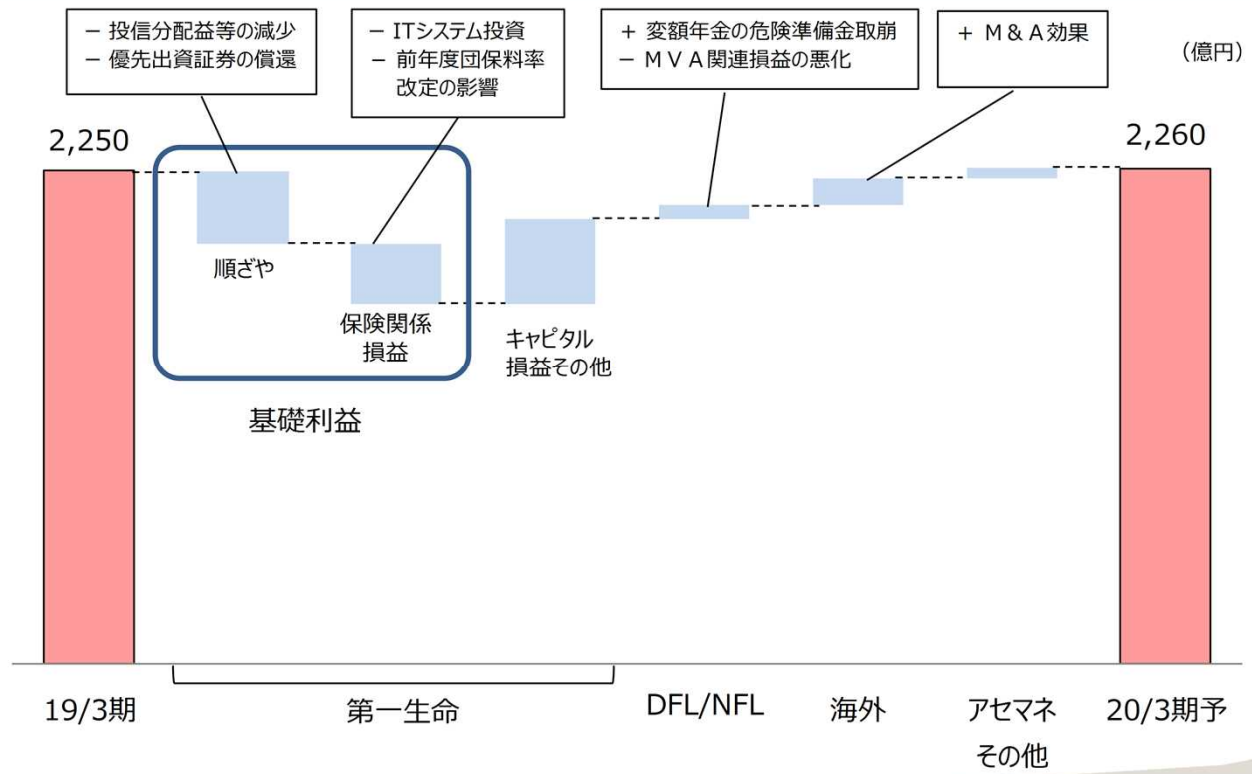 − 投信分配益等の減少
− 優先出資証券の償還
− ITシステム投資
− 前年度団保料率
改定の影響
+ 変額年金の危険準備金取崩
− MVA関連損益の悪化
+ M&A効果
(億円)
2,250
2,260
順ざや
保険関係
損益
キャピタル
損益その他
基礎利益
19/3期
第一生命
DFL/NFL
海外
アセマネ
その他
20/3期予